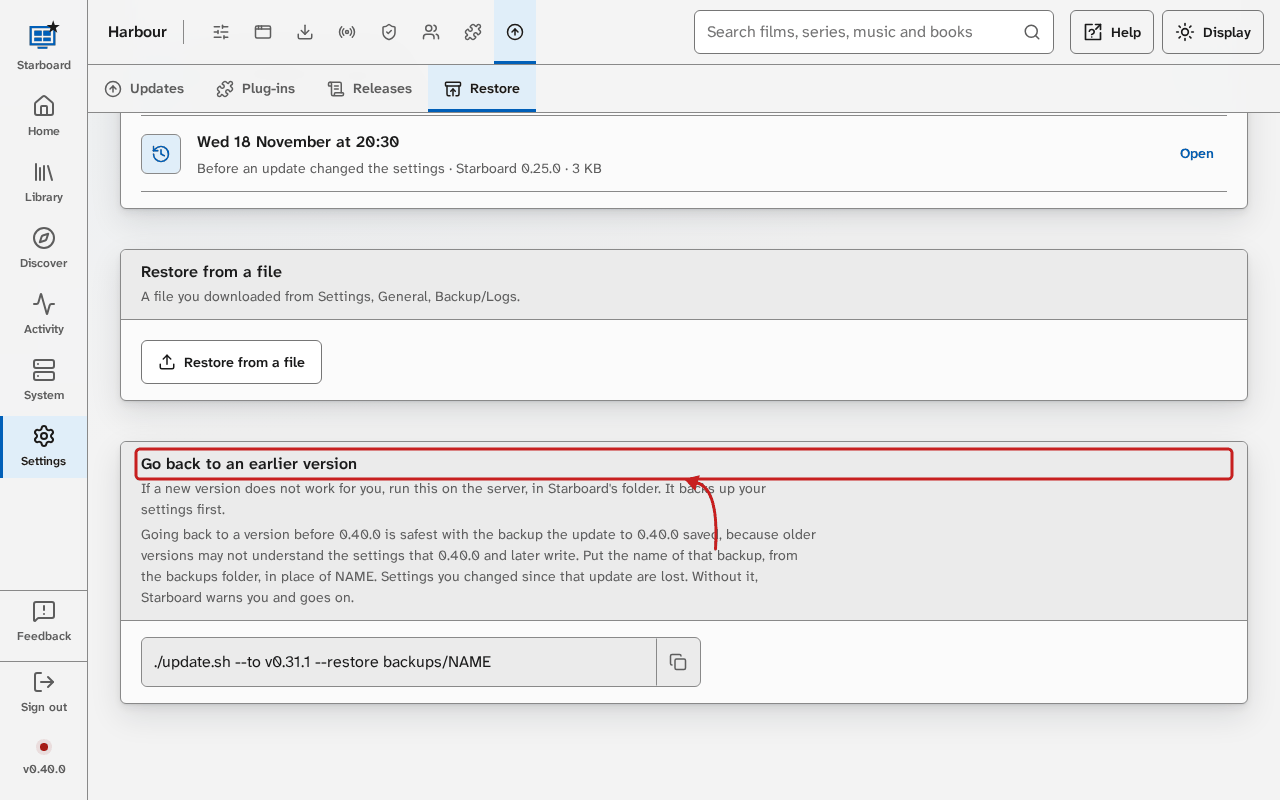 Starboard
Harbour
Search films, series, music and books
Help
Display
Updates
Plug-ins
Releases
Restore
Home
Library
Discover
Activity
System
Settings
Feedback
Sign out
v0.40.0
Wed 18 November at 20:30
Before an update changed the settings · Starboard 0.25.0 · 3 KB
Open
Restore from a file
A file you downloaded from Settings, General, Backup/Logs.
Restore from a file
Go back to an earlier version
If a new version does not work for you, run this on the server, in Starboard's folder. It backs up your
settings first.
Going back to a version before 0.40.0 is safest with the backup the update to 0.40.0 saved, because older
versions may not understand the settings that 0.40.0 and later write. Put the name of that backup, from
the backups folder, in place of NAME. Settings you changed since that update are lost. Without it,
Starboard warns you and goes on.
./update.sh --to v0.31.1 --restore backups/NAME